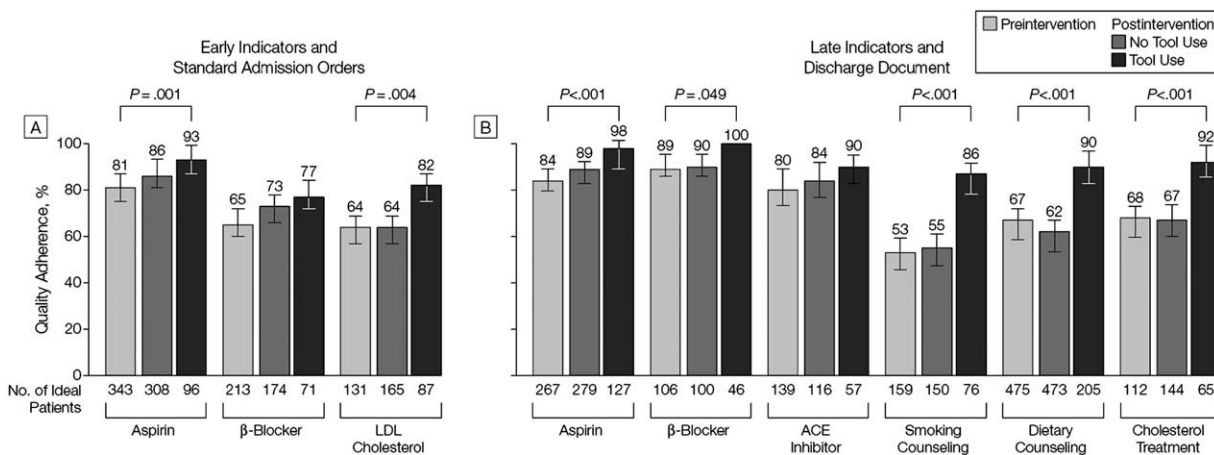 Preintervention
Postintervention
No Tool Use
Tool Use
Early Indicators and
Standard Admission Orders
Late Indicators and
Discharge Document
A
P = .001
P = .004
Quality Adherence, %
100
80
60
40
20
0
81 86 93
65 73 77
64 64 82
No. of Ideal
Patients
343 308 96
213 174 71
131 165 87
Aspirin
β-Blocker
LDL
Cholesterol
B
P<.001
P = .049
P<.001
P<.001
P<.001
84 89 98
89 90 100
80 84 90
53 55 86
67 62 90
68 67 92
267 279 127
106 100 46
139 116 57
159 150 76
475 473 205
112 144 65
Aspirin
β-Blocker
ACE
Inhibitor
Smoking
Counseling
Dietary
Counseling
Cholesterol
Treatment